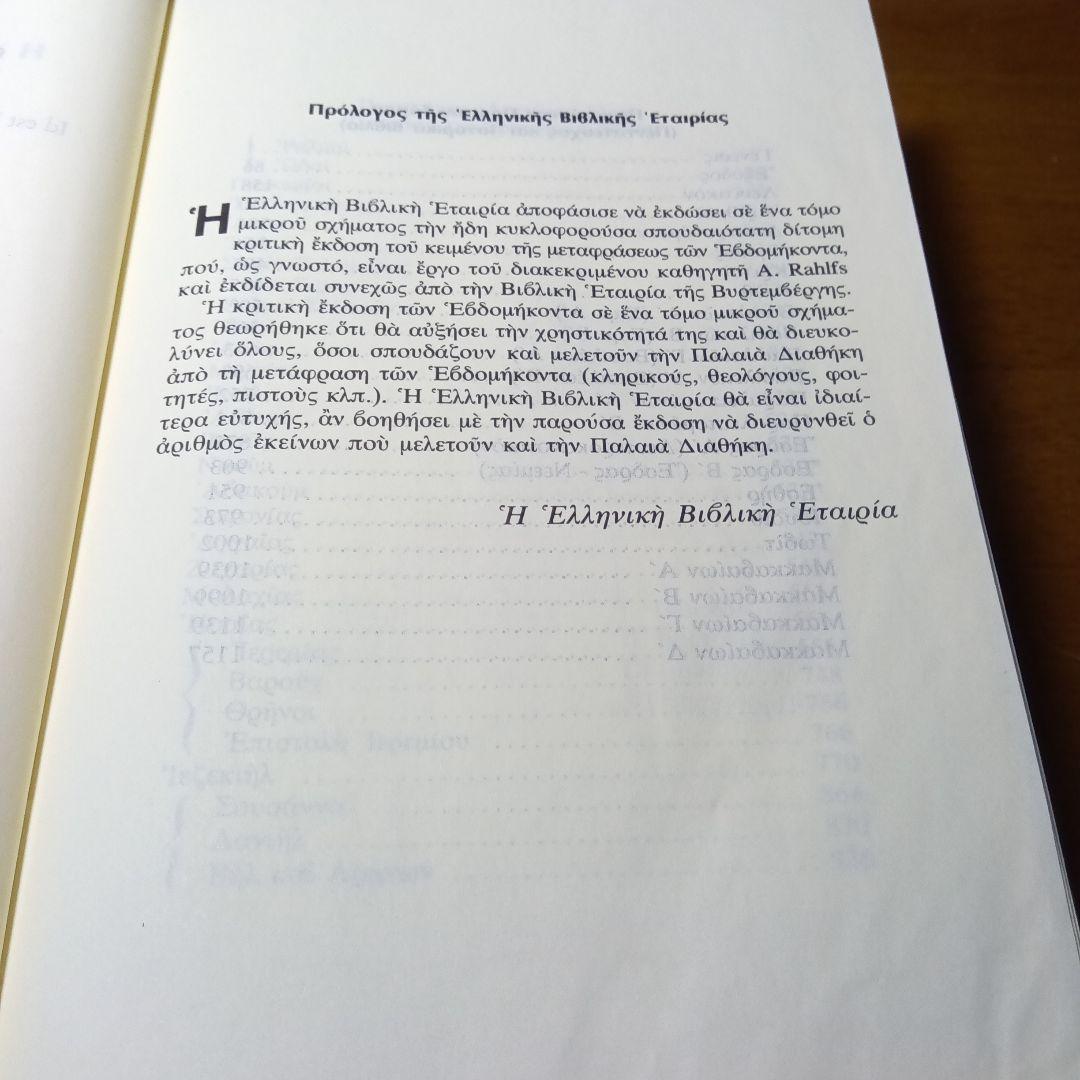 Πρόλογος τῆς Ἑλληνικῆς Βιβλικῆς Ἑταιρίας
Ἡ Ἑλληνικὴ Βιβλικὴ Ἑταιρία ἀποφάσισε νὰ ἐκδώσει σὲ ἕνα τόμο
μικροῦ σχήματος τὴν ἤδη κυκλοφοροῦσα σπουδαιότατη δίτομη
κριτικὴ ἔκδοση τοῦ κειμένου τῆς μεταφράσεως τῶν Ἑβδομήκοντα,
πού, ὡς γνωστό, εἶναι ἔργο τοῦ διακεκριμένου καθηγητῆ A. Rahlfs
καὶ ἐκδίδεται συνεχῶς ἀπὸ τὴν Βιβλικὴ Ἑταιρία τῆς Βυρτεμβέργης.
Ἡ κριτικὴ ἔκδοση τῶν Ἑβδομήκοντα σὲ ἕνα τόμο μικροῦ σχήμα-
τος θεωρήθηκε ὅτι θὰ αὐξήσει τὴν χρηστικότητά της καὶ θὰ διευκο-
λύνει ὅλους, ὅσοι σπουδάζουν καὶ μελετοῦν τὴν Παλαιὰ Διαθήκη
ἀπὸ τὴ μετάφραση τῶν Ἑβδομήκοντα (κληρικούς, θεολόγους, φοι-
τητές, πιστοὺς κλπ.). Ἡ Ἑλληνικὴ Βιβλικὴ Ἑταιρία θὰ εἶναι ἰδιαί-
τερα εὐτυχής, ἂν βοηθήσει μὲ τὴν παροῦσα ἔκδοση νὰ διευρυνθεῖ ὁ
ἀριθμὸς ἐκείνων ποὺ μελετοῦν καὶ τὴν Παλαιὰ Διαθήκη.
Ἡ Ἑλληνικὴ Βιβλικὴ Ἑταιρία